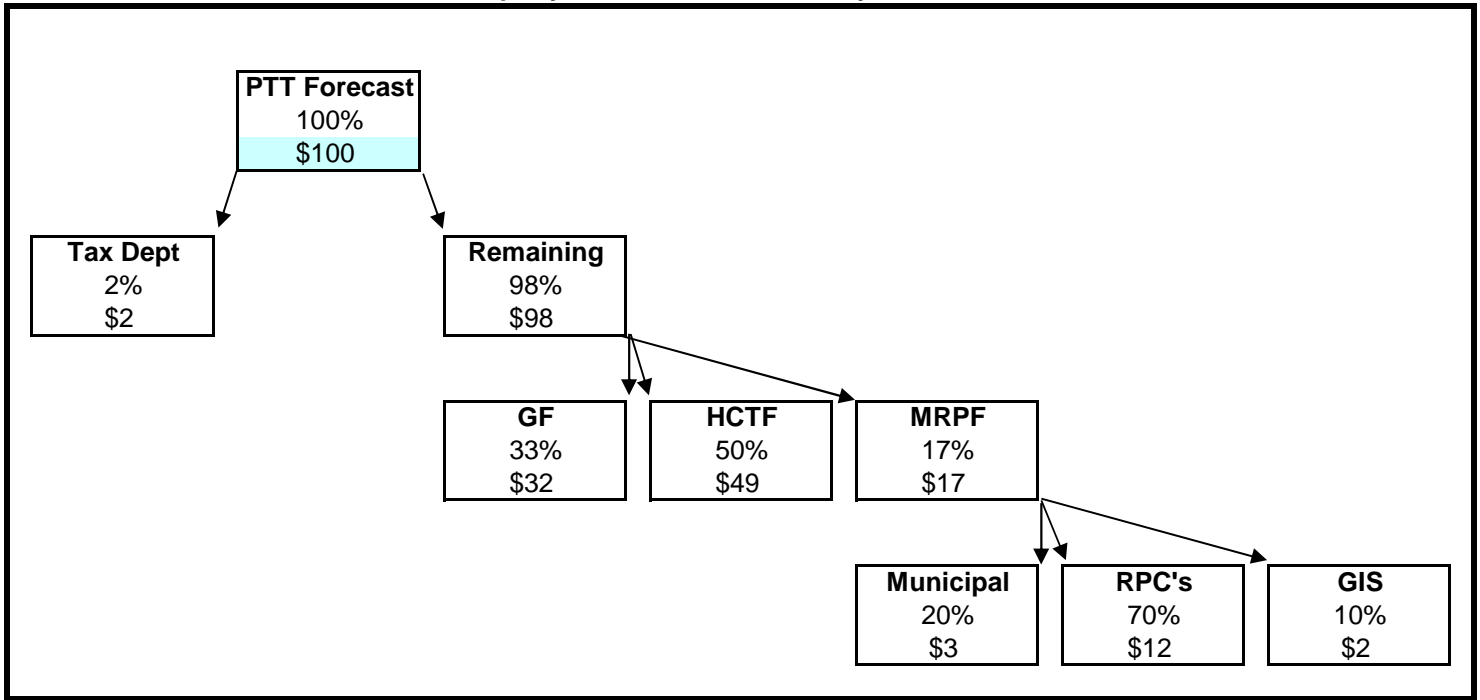 PTT Forecast
100%
$100
Tax Dept
2%
$2
Remaining
98%
$98
GF
33%
$32
HCTF
50%
$49
MRPF
17%
$17
Municipal
20%
$3
RPC's
70%
$12
GIS
10%
$2